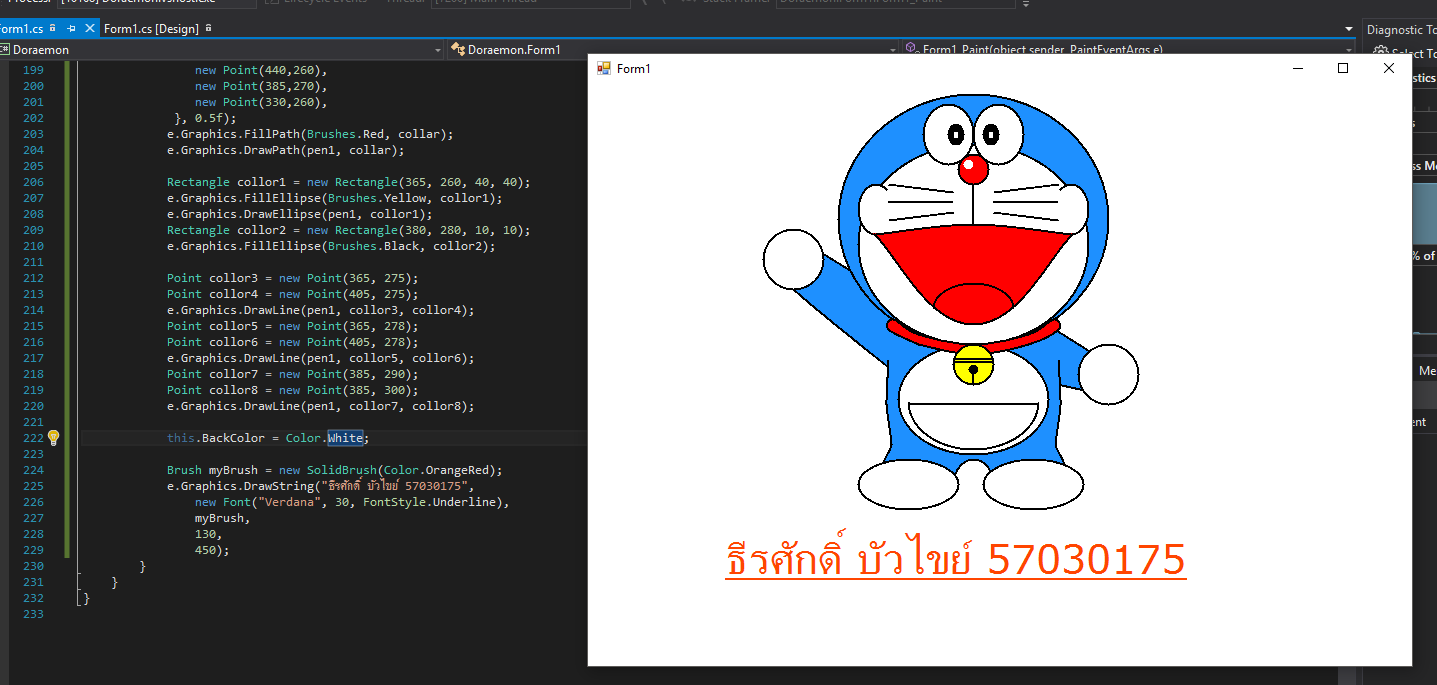 Form1.cs Form1.cs [Design] Diagnostic To
Doraemon Doraemon.Form1 Form1_Paint(object sender, PaintEventArgs e) Select To
Form1
199 new Point(440,260),
200 new Point(385,270),
201 new Point(330,260),
202 }, 0.5f);
203 e.Graphics.FillPath(Brushes.Red, collar);
204 e.Graphics.DrawPath(pen1, collar);
205
206 Rectangle collor1 = new Rectangle(365, 260, 40, 40);
207 e.Graphics.FillEllipse(Brushes.Yellow, collor1);
208 e.Graphics.DrawEllipse(pen1, collor1);
209 Rectangle collor2 = new Rectangle(380, 280, 10, 10);
210 e.Graphics.FillEllipse(Brushes.Black, collor2);
211
212 Point collor3 = new Point(365, 275);
213 Point collor4 = new Point(405, 275);
214 e.Graphics.DrawLine(pen1, collor3, collor4);
215 Point collor5 = new Point(365, 278);
216 Point collor6 = new Point(405, 278);
217 e.Graphics.DrawLine(pen1, collor5, collor6);
218 Point collor7 = new Point(385, 290);
219 Point collor8 = new Point(385, 300);
220 e.Graphics.DrawLine(pen1, collor7, collor8);
221
222 this.BackColor = Color.White;
223
224 Brush myBrush = new SolidBrush(Color.OrangeRed);
225 e.Graphics.DrawString("ธีรศักดิ์ บัวไขย์ 57030175",
226 new Font("Verdana", 30, FontStyle.Underline),
227 myBrush,
228 130,
229 450);
230 }
231 }
232 }
233
ธีรศักดิ์ บัวไขย์ 57030175